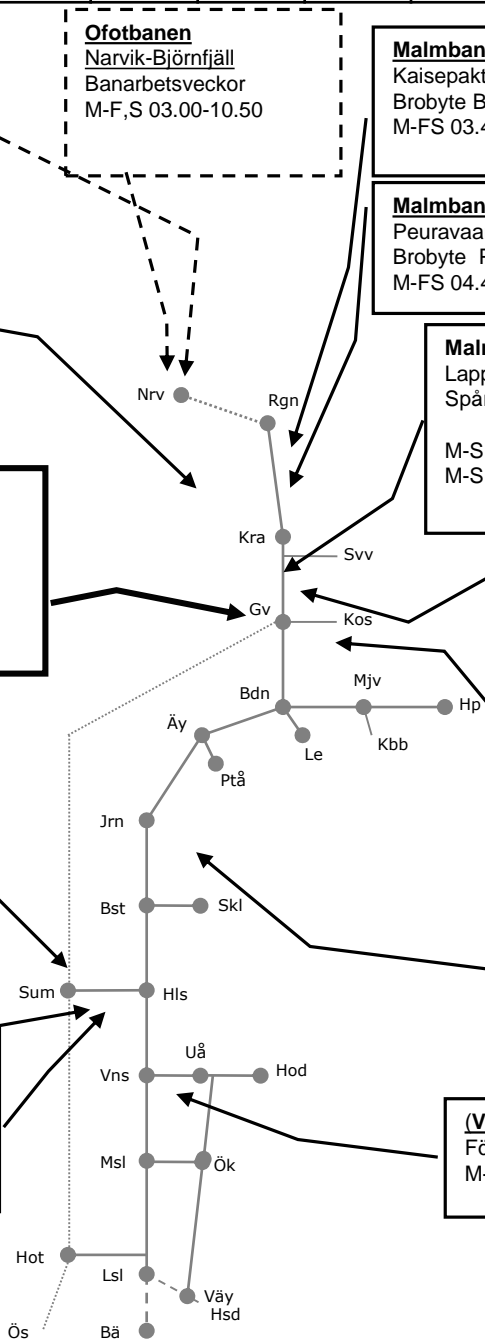 Ofotbanen
Narvik-Björnfjäll
Banarbetsveckor
M-F,S 03.00-10.50
Malmban
Kaisepakt
Brobyte B
M-FS 03.4
Malmban
Peuravaa
Brobyte
M-FS 04.4
Malm
Lapp
Spår
M-S
M-S
Nrv
Rgn
Kra
Svv
Gv
Kos
Bdn
Mjv
Hp
Äy
Le
Kbb
Ptå
Jrn
Bst
Skl
Sum
Hls
Uå
Vns
Hod
(V
Fö
M-
Msl
Ök
Hot
Lsl
Väy
Hsd
Ös
Bä